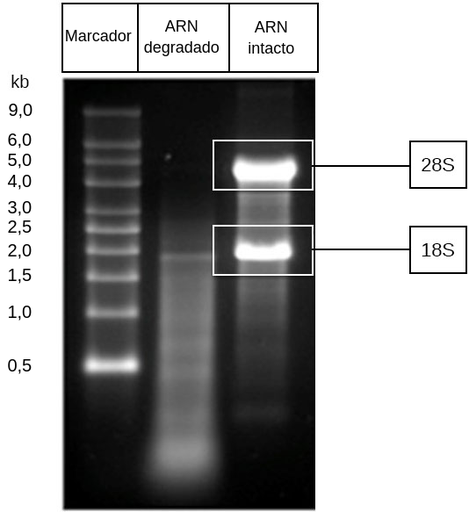 Marcador
ARN
degradado
ARN
intacto
kb
9,0
6,0
5,0
4,0
3,0
2,5
2,0
1,5
1,0
0,5
28S
18S